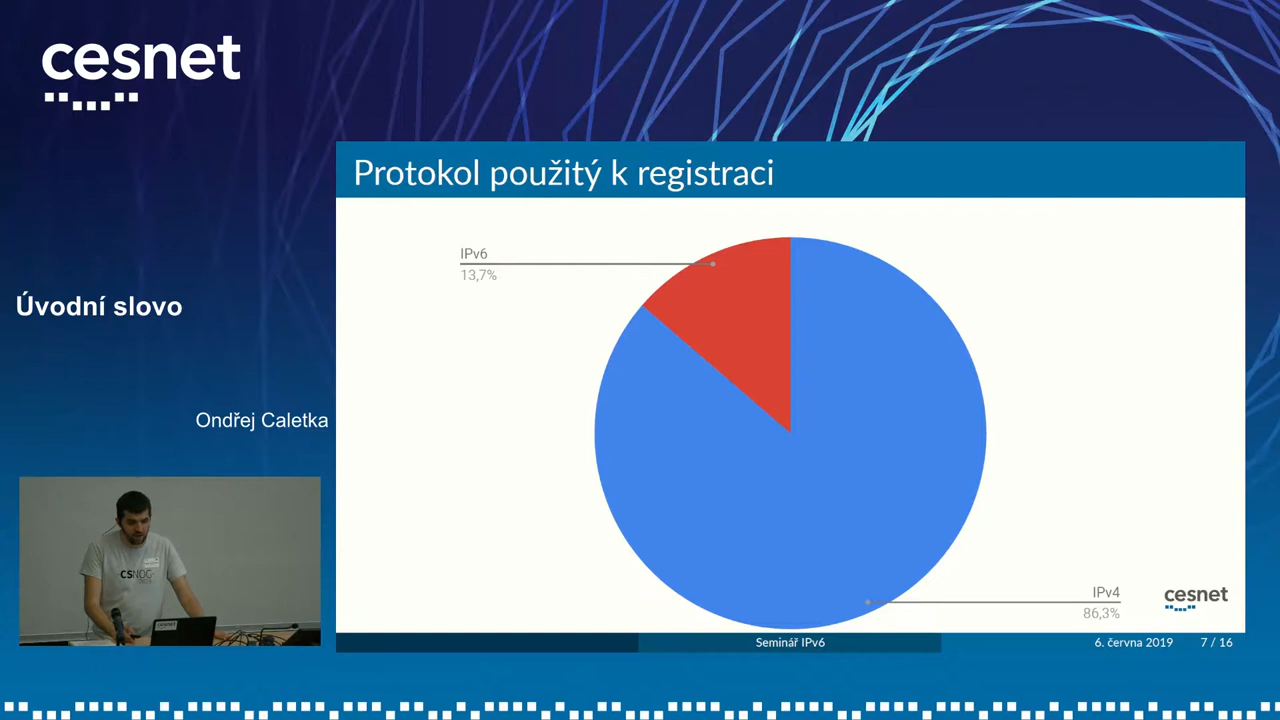 cesnet
Protokol použitý k registraci
IPv6
13,7%
Úvodní slovo
Ondřej Caletka
CSNOG
IPv4
86,3%
cesnet
Seminář IPv6
6. června 2019
7 / 16